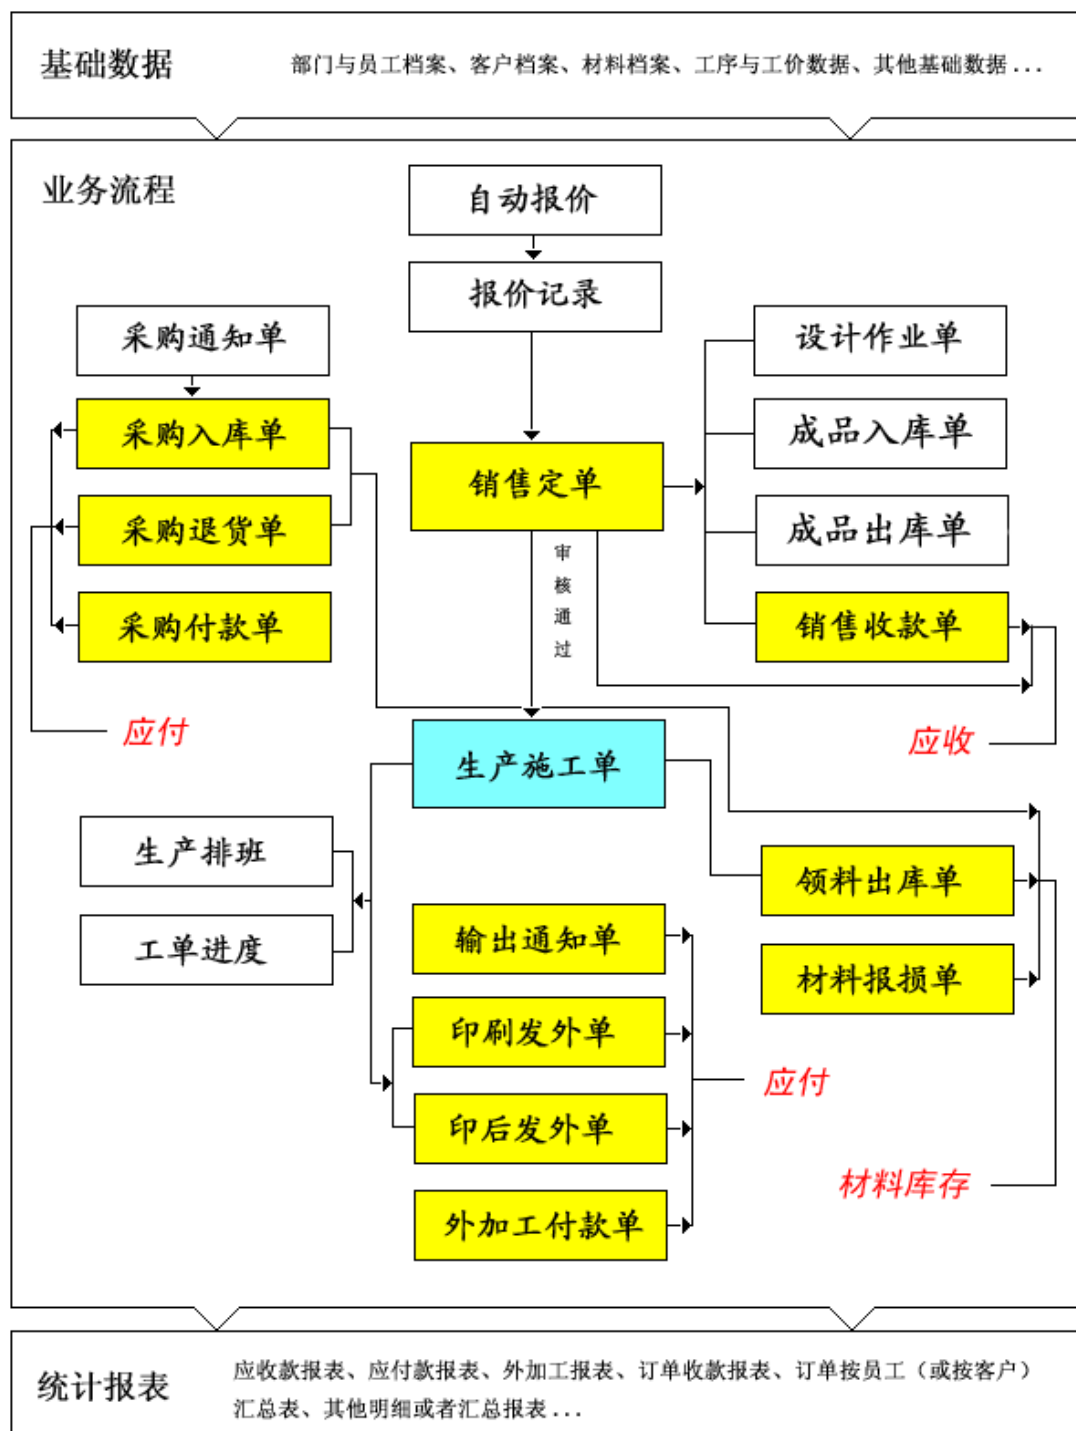 基础数据
部门与员工档案、客户档案、材料档案、工序与工价数据、其他基础数据...
业务流程
自动报价
报价记录
采购通知单
采购入库单
采购退货单
采购付款单
应付
销售定单
审核通过
设计作业单
成品入库单
成品出库单
销售收款单
应收
生产施工单
生产排班
工单进度
领料出库单
材料报损单
输出通知单
印刷发外单
印后发外单
外加工付款单
应付
材料库存
统计报表
应收款报表、应付款报表、外加工报表、订单收款报表、订单按员工（或按客户）
汇总表、其他明细或者汇总报表...